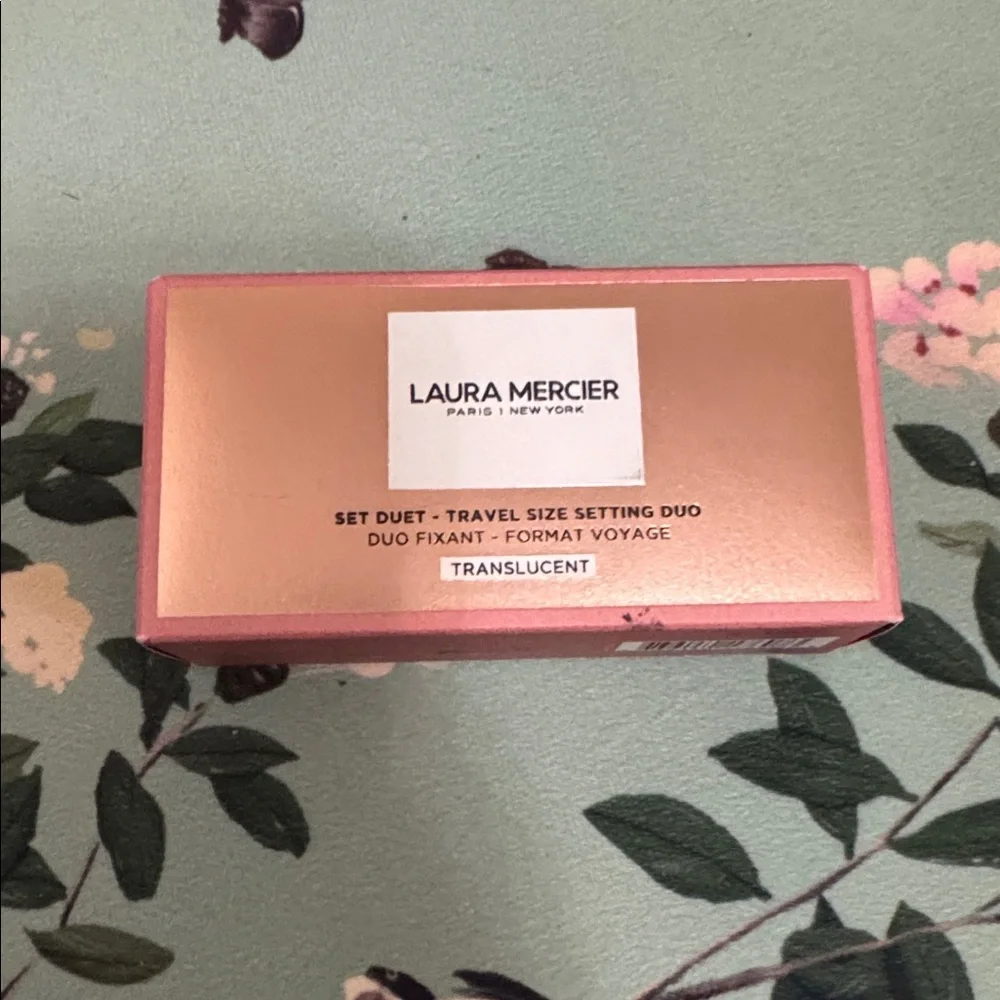 LAURA MERCIER
PARIS | NEW YORK
SET DUET - TRAVEL SIZE SETTING DUO
DUO FIXANT - FORMAT VOYAGE
TRANSLUCENT